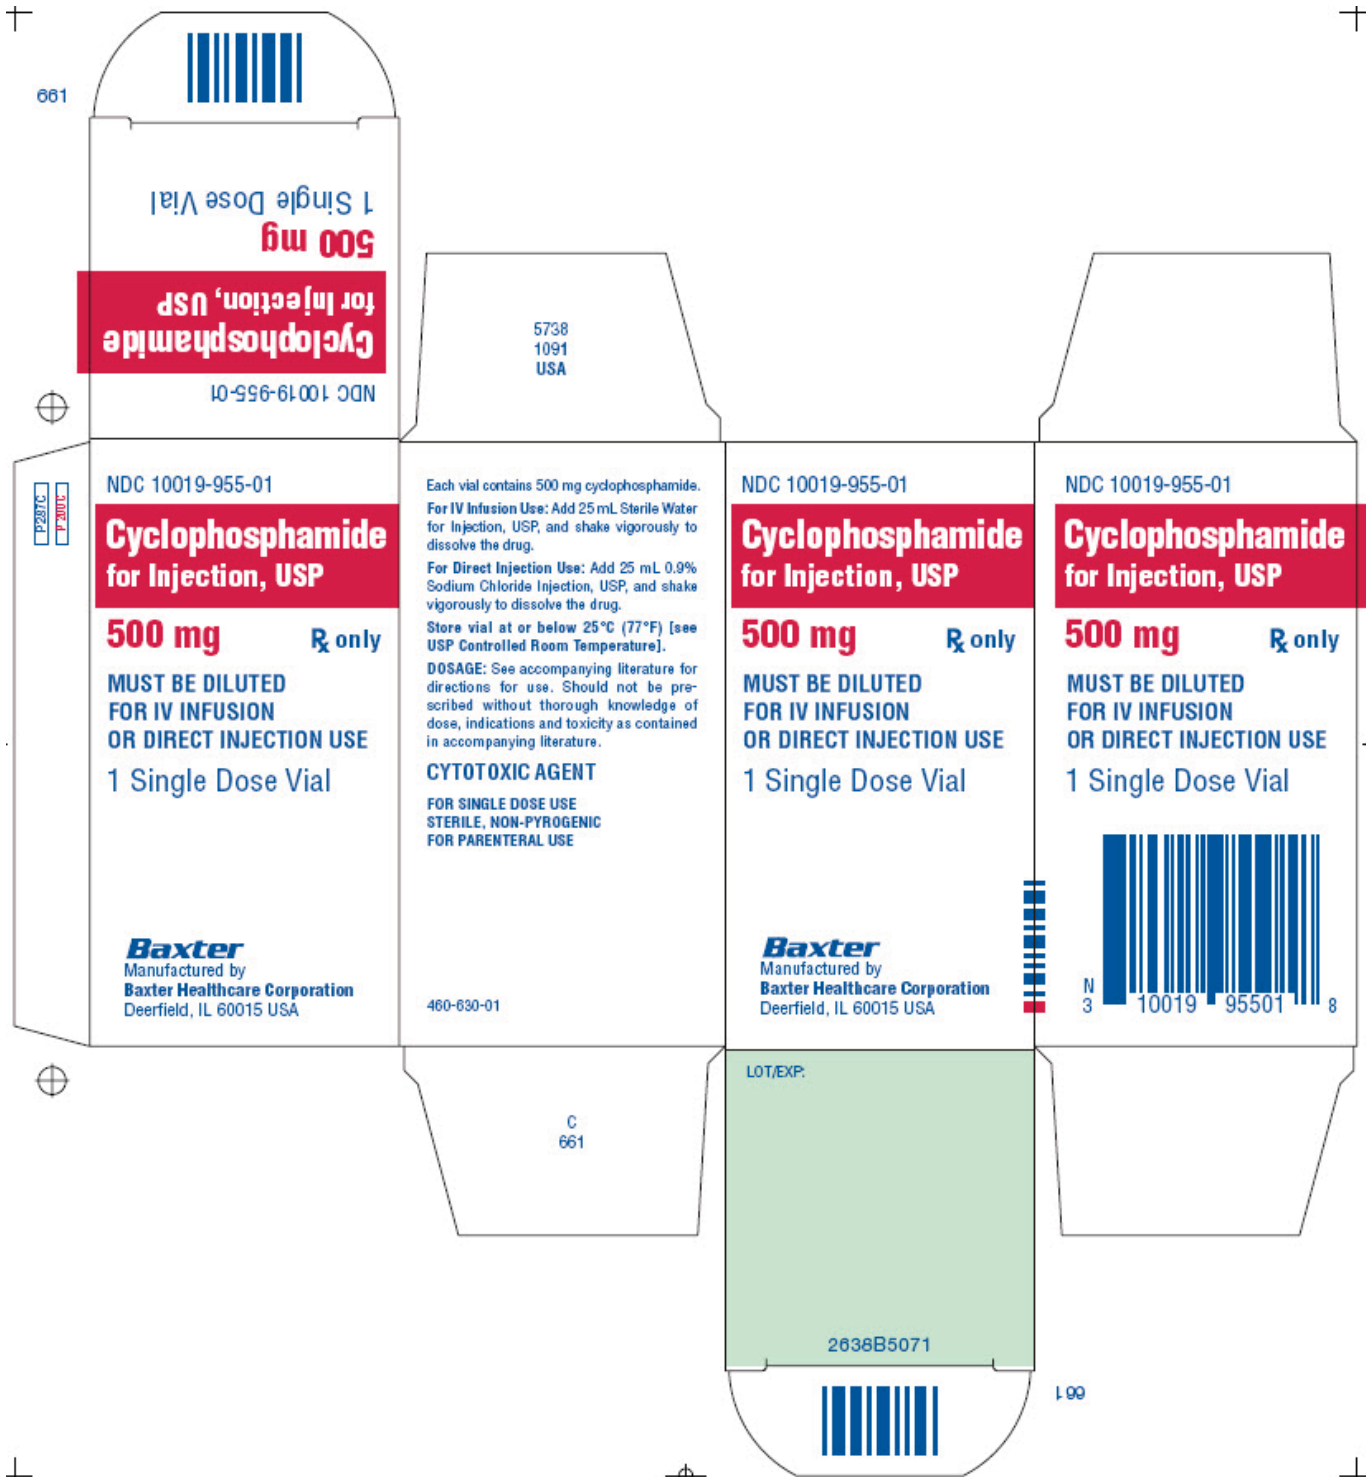 661
1 Single Dose Vial
500 mg
Cyclophosphamide
for Injection, USP
NDC 10019-955-01
5738
1091
USA
P287C
P 200 C
NDC 10019-955-01
Cyclophosphamide
for Injection, USP
500 mg
℞ only
MUST BE DILUTED
FOR IV INFUSION
OR DIRECT INJECTION USE
1 Single Dose Vial
Baxter
Manufactured by
Baxter Healthcare Corporation
Deerfield, IL 60015 USA
Each vial contains 500 mg cyclophosphamide.
For IV Infusion Use: Add 25 mL Sterile Water
for Injection, USP, and shake vigorously to
dissolve the drug.
For Direct Injection Use: Add 25 mL 0.9%
Sodium Chloride Injection, USP, and shake
vigorously to dissolve the drug.
Store vial at or below 25°C (77°F) [see
USP Controlled Room Temperature].
DOSAGE: See accompanying literature for
directions for use. Should not be pre-
scribed without thorough knowledge of
dose, indications and toxicity as contained
in accompanying literature.
CYTOTOXIC AGENT
FOR SINGLE DOSE USE
STERILE, NON-PYROGENIC
FOR PARENTERAL USE
460-630-01
NDC 10019-955-01
Cyclophosphamide
for Injection, USP
500 mg
℞ only
MUST BE DILUTED
FOR IV INFUSION
OR DIRECT INJECTION USE
1 Single Dose Vial
Baxter
Manufactured by
Baxter Healthcare Corporation
Deerfield, IL 60015 USA
NDC 10019-955-01
Cyclophosphamide
for Injection, USP
500 mg
℞ only
MUST BE DILUTED
FOR IV INFUSION
OR DIRECT INJECTION USE
1 Single Dose Vial
N
3 10019 95501 8
C
661
LOT/EXP:
2638B5071
661